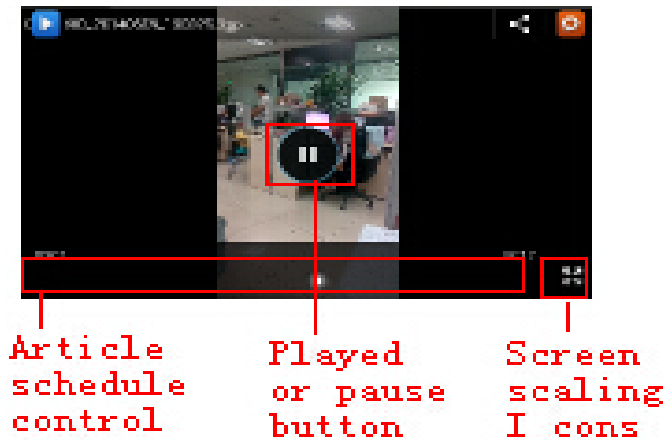 Article
schedule
control
Played
or pause
button
Screen
scaling
I cons